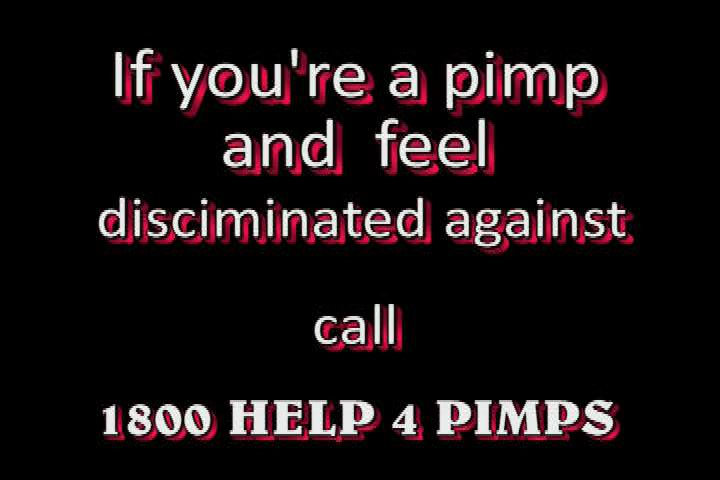 If you're a pimp
and feel
disciminated against
call
1800 HELP 4 PIMPS